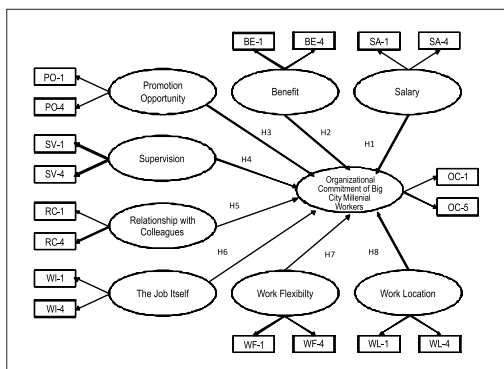 BE-1
BE-4
SA-1
SA-4
PO-1
PO-4
Promotion
Opportunity
Benefit
Salary
H3
H2
H1
SV-1
SV-4
Supervision
H4
Organizational
Commitment of Big
City Millenial
Workers
OC-1
OC-5
RC-1
RC-4
Relationship with
Colleagues
H5
H6
H7
H8
WI-1
WI-4
The Job Itself
Work Flexibilty
Work Location
WF-1
WF-4
WL-1
WL-4